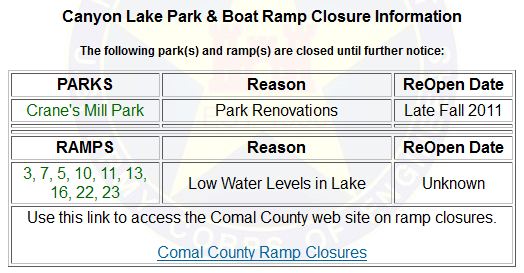 Canyon Lake Park & Boat Ramp Closure Information
The following park(s) and ramp(s) are closed until further notice:
PARKS Reason ReOpen Date
Crane's Mill Park Park Renovations Late Fall 2011
RAMPS Reason ReOpen Date
3, 7, 5, 10, 11, 13,
16, 22, 23 Low Water Levels in Lake Unknown
Use this link to access the Comal County web site on ramp closures.
Comal County Ramp Closures